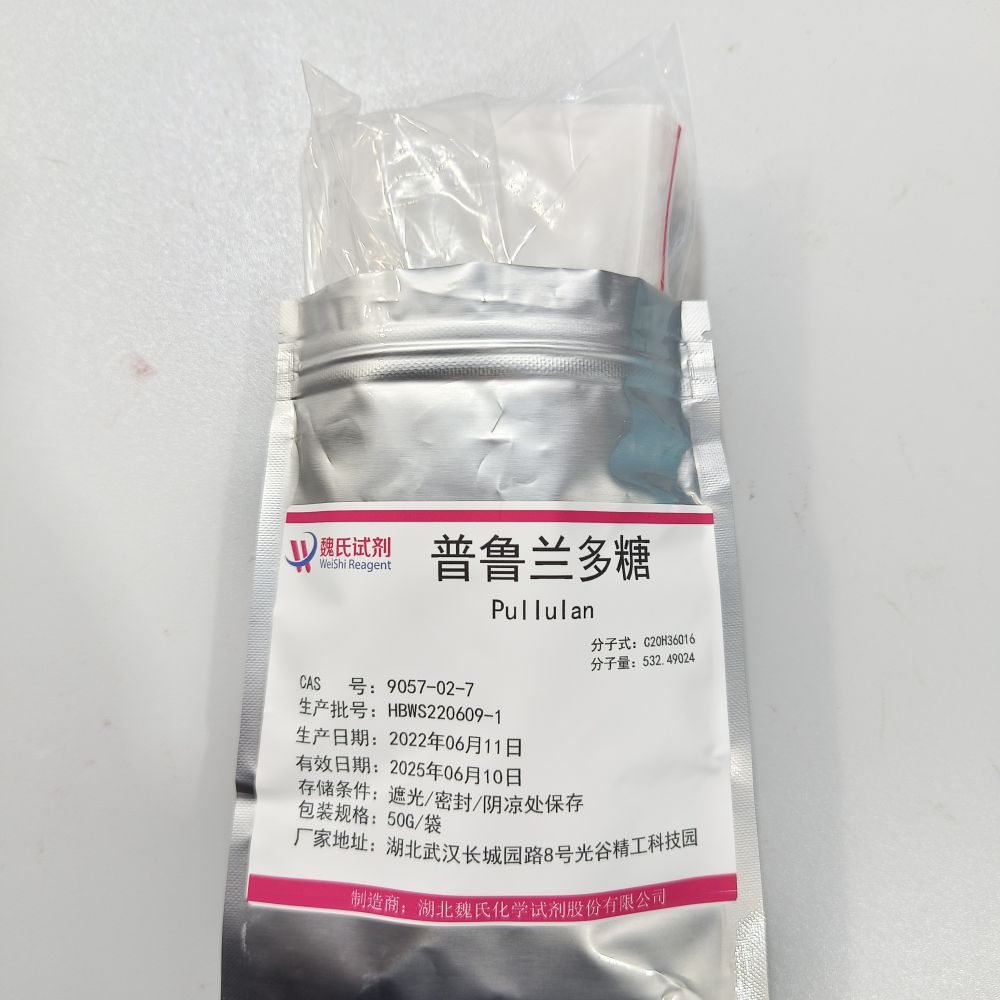 魏氏试剂
WeiShi Reagent
普鲁兰多糖
Pullulan
分子式：C20H36O16
分子量：532.49024
CAS 号：9057-02-7
生产批号：HBWS220609-1
生产日期：2022年06月11日
有效日期：2025年06月10日
存储条件：遮光/密封/阴凉处保存
包装规格：50G/袋
厂家地址：湖北武汉长城园路8号光谷精工科技园
制造商：湖北魏氏化学试剂股份有限公司